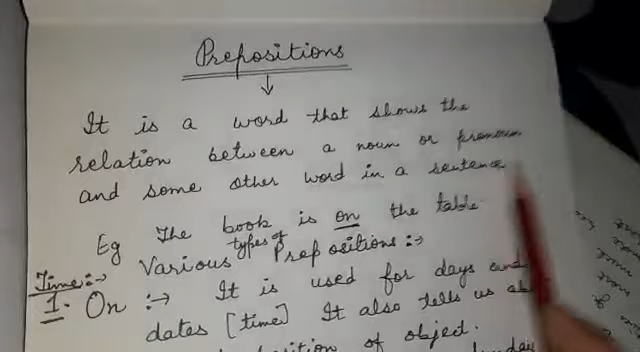 Prepositions
It is a word that shows the
relation between a noun or pronoun
and some other word in a sentence
Eg The book is on the table
Various types of Prepositions :→
Time :→
1. On :→ It is used for days and
dates [time] It also tells us
position of object.